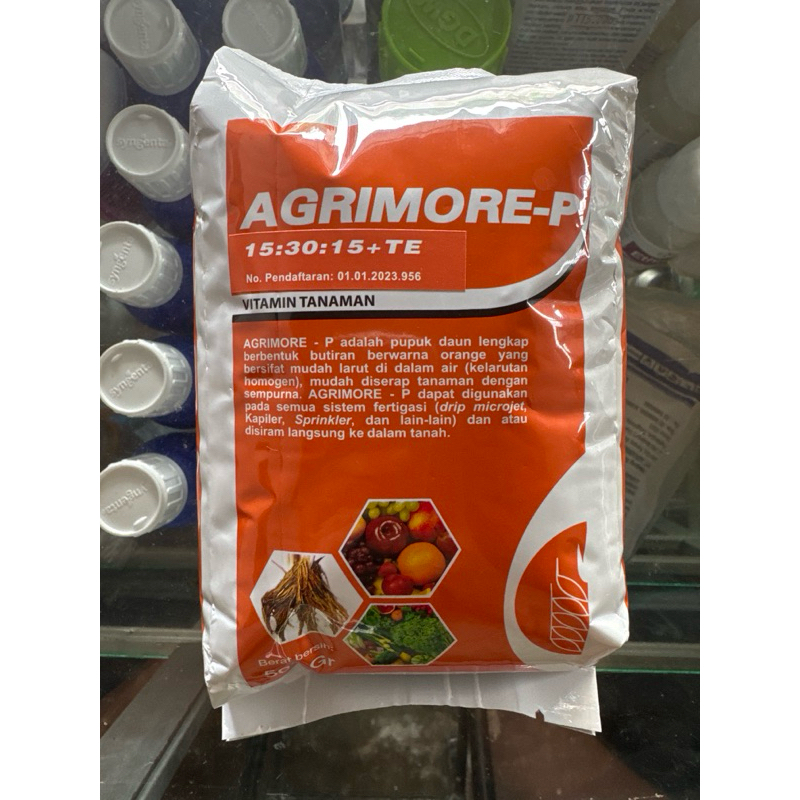 AGRIMORE-P
15:30:15+TE
No. Pendaftaran: 01.01.2023.956
VITAMIN TANAMAN
AGRIMORE - P adalah pupuk daun lengkap
berbentuk butiran berwarna orange yang
bersifat mudah larut di dalam air (kelarutan
homogen), mudah diserap tanaman dengan
sempurna. AGRIMORE - P dapat digunakan
pada semua sistem fertigasi (drip microjet,
Kapiler, Sprinkler, dan lain-lain) dan atau
disiram langsung ke dalam tanah.
Berat bersih
Gr
syngenta
syngenta
syngenta
syngenta